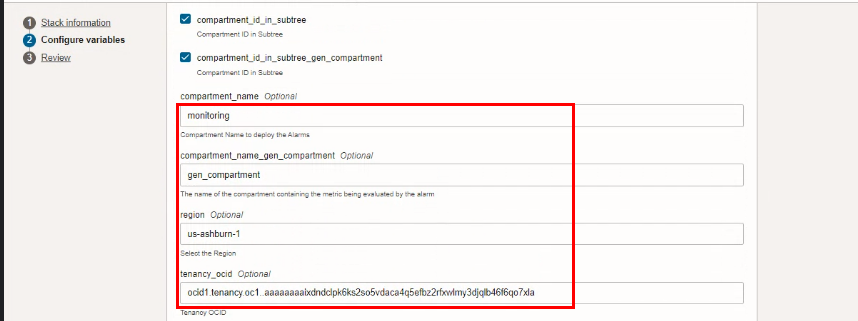 1 Stack information
2 Configure variables
3 Review
compartment_id_in_subtree
Compartment ID in Subtree
compartment_id_in_subtree_gen_compartment
Compartment ID in Subtree
compartment_name Optional
monitoring
Compartment Name to deploy the Alarms
compartment_name_gen_compartment Optional
gen_compartment
The name of the compartment containing the metric being evaluated by the alarm
region Optional
us-ashburn-1
Select the Region
tenancy_ocid Optional
ocid1.tenancy.oc1..aaaaaaaaixdndclpk6ks2so5vdaca4q5efbz2rfxwlmy3djqlb46f6qo7xla
Tenancy OCID